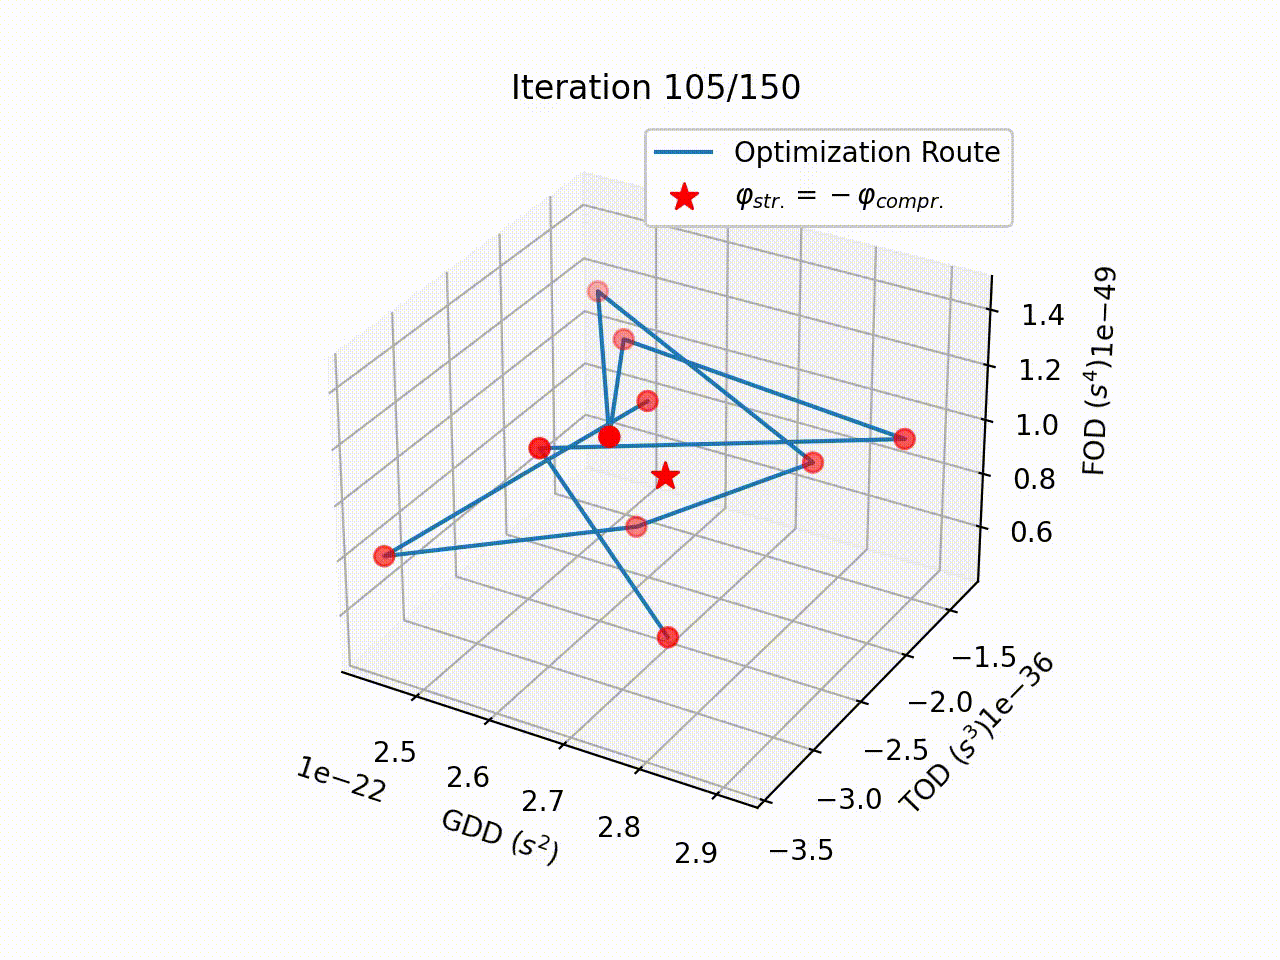 Iteration 105/150
Optimization Route
φstr. = −φcompr.
1.4
1.2
1.0
0.8
0.6
FOD (s⁴)1e−49
−1.5
−2.0
−2.5
−3.0
−3.5
TOD (s³)1e−36
2.5
2.6
2.7
2.8
2.9
1e−22
GDD (s²)